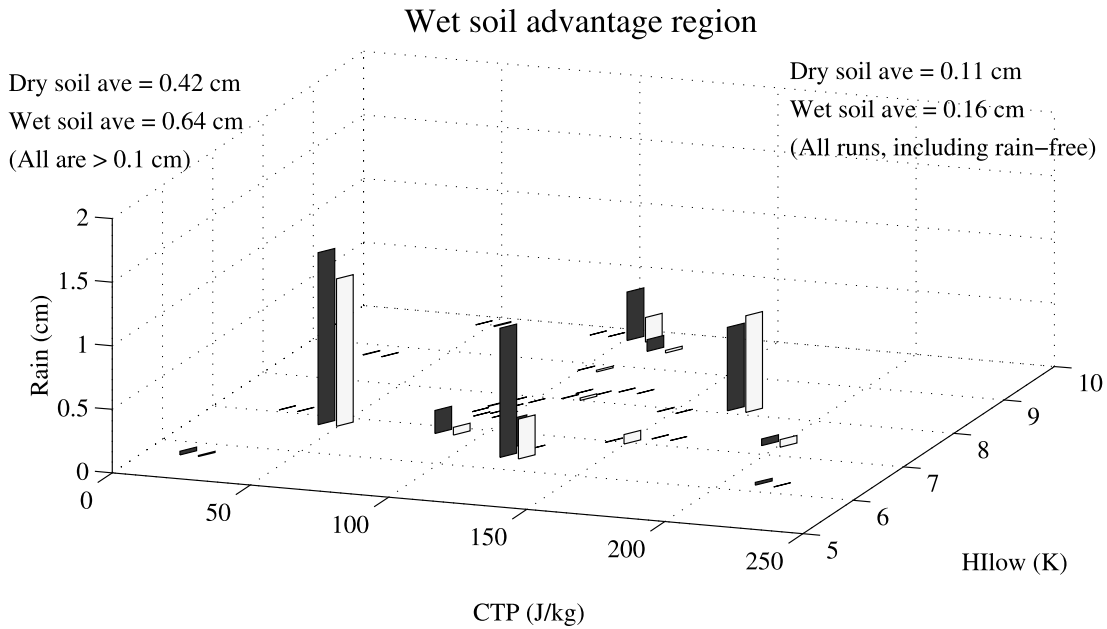 Wet soil advantage region
Dry soil ave = 0.42 cm
Wet soil ave = 0.64 cm
(All are > 0.1 cm)
Dry soil ave = 0.11 cm
Wet soil ave = 0.16 cm
(All runs, including rain−free)
2
1.5
1
0.5
0
Rain (cm)
0
50
100
150
200
250
CTP (J/kg)
5
6
7
8
9
10
HIlow (K)